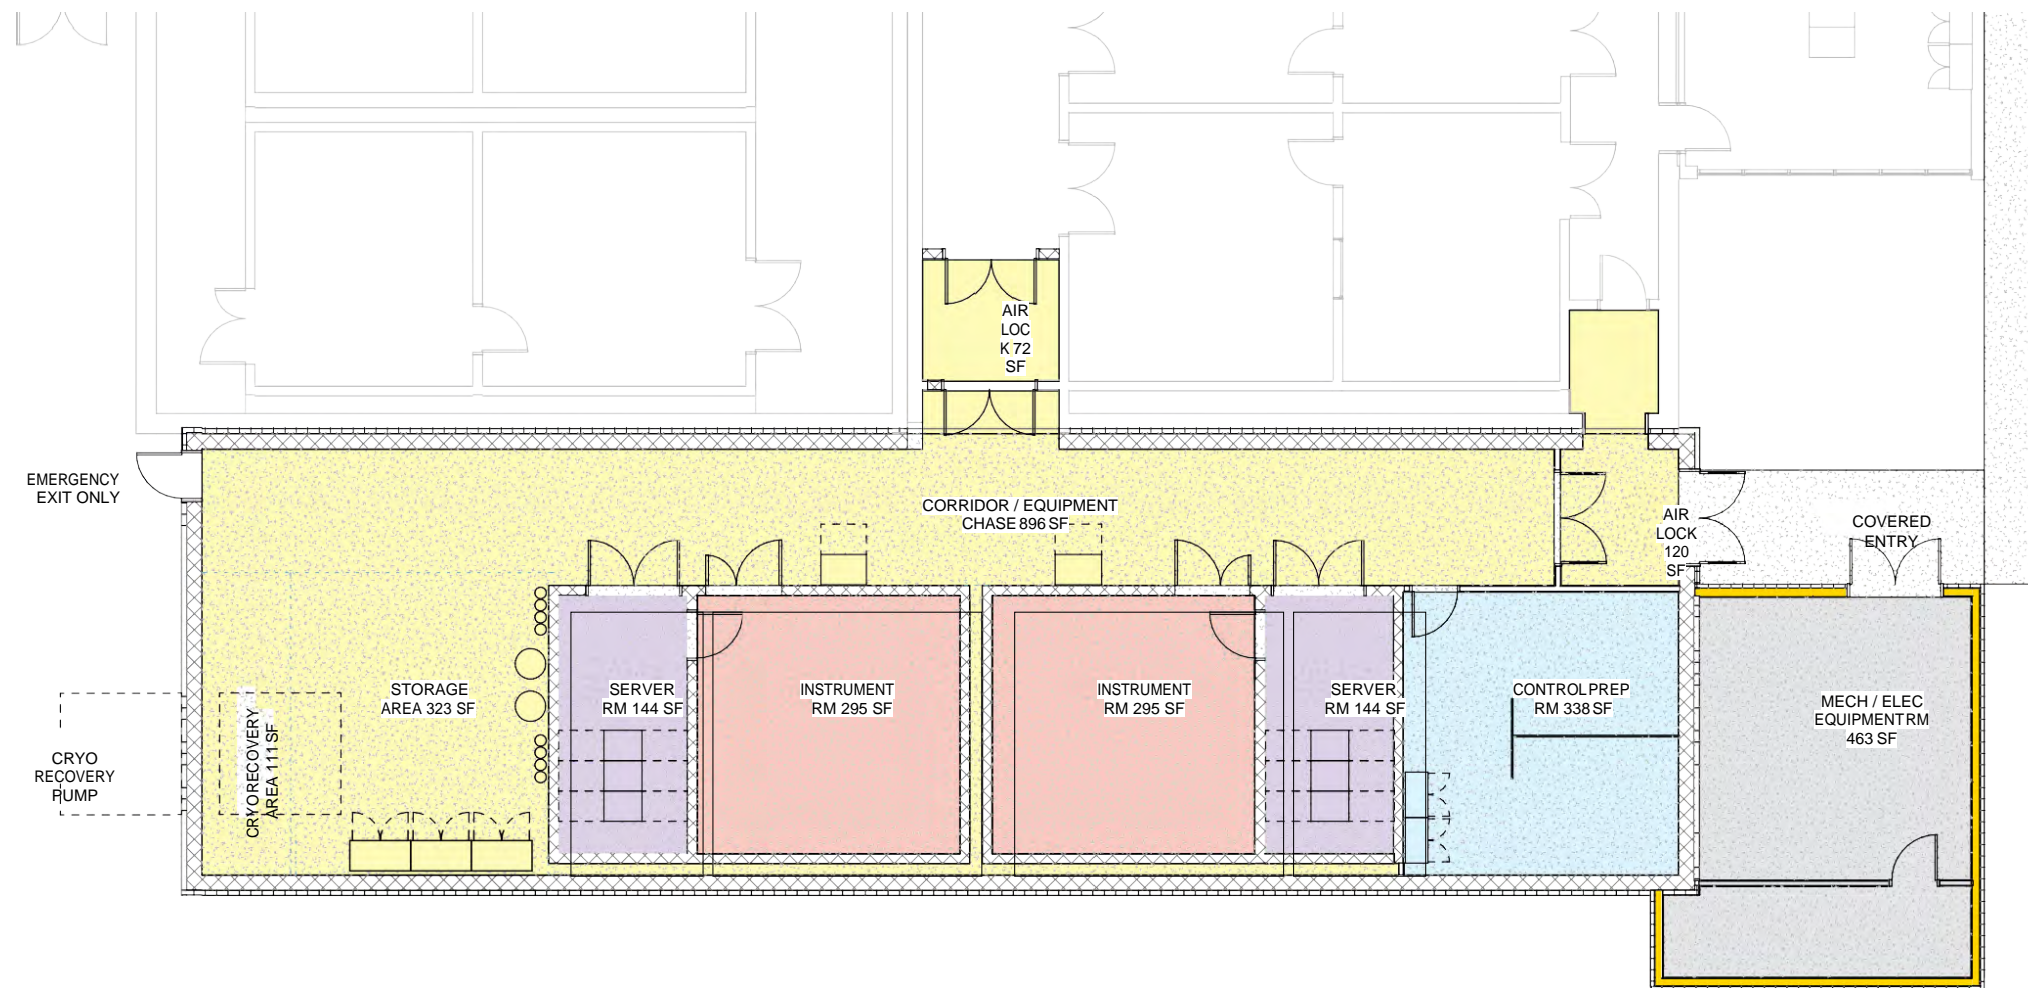 AIR
LOC
K 72
SF
EMERGENCY
EXIT ONLY
CORRIDOR / EQUIPMENT
CHASE 896 SF
AIR
LOCK
120
SF
COVERED
ENTRY
STORAGE
AREA 323 SF
SERVER
RM 144 SF
INSTRUMENT
RM 295 SF
INSTRUMENT
RM 295 SF
SERVER
RM 144 SF
CONTROL PREP
RM 338 SF
MECH / ELEC
EQUIPMENT RM
463 SF
CRYO
RECOVERY
PUMP
CRYO RECOVERY
AREA 111 SF